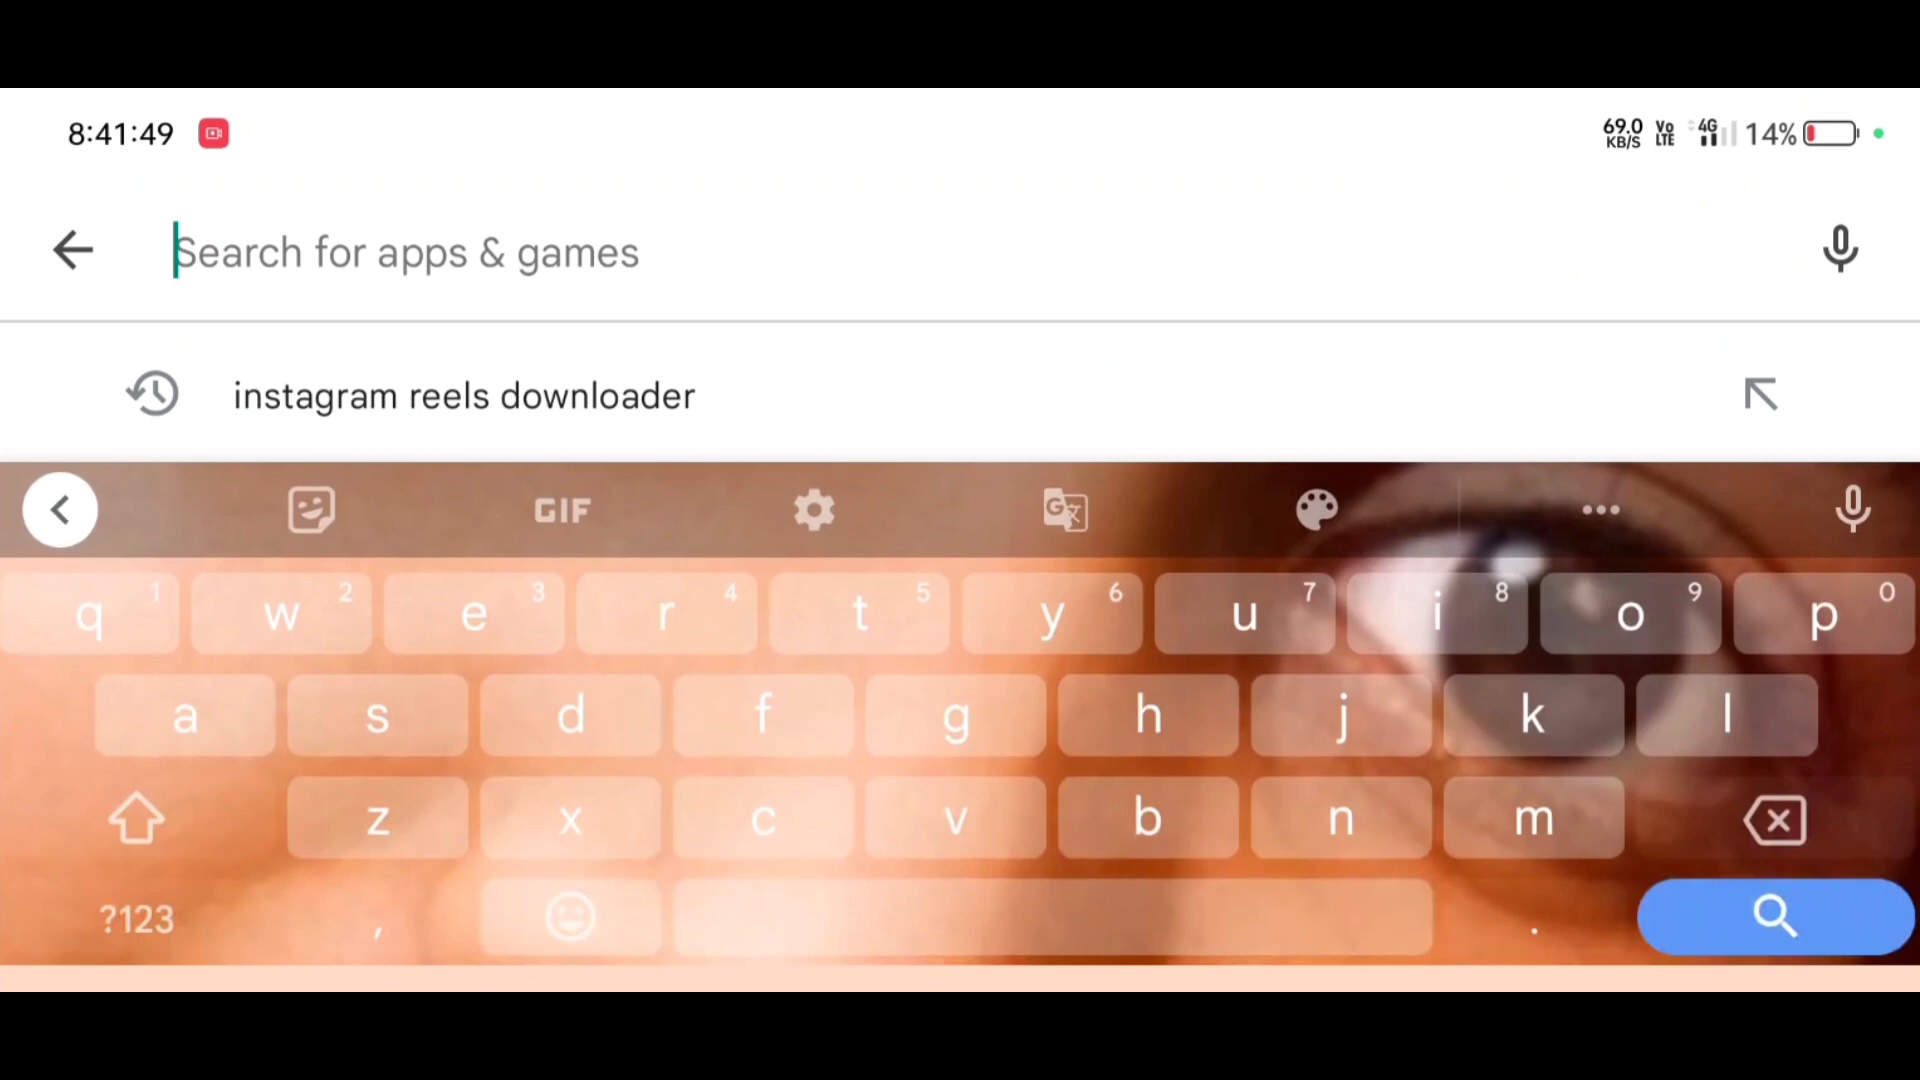 8:41:49 69.0 KB/S Vo LTE 4G 14%
Search for apps & games
instagram reels downloader
GIF G
q 1 w 2 e 3 r 4 t 5 y 6 u 7 i 8 o 9 p 0
a s d f g h j k l
z x c v b n m
?123 , .